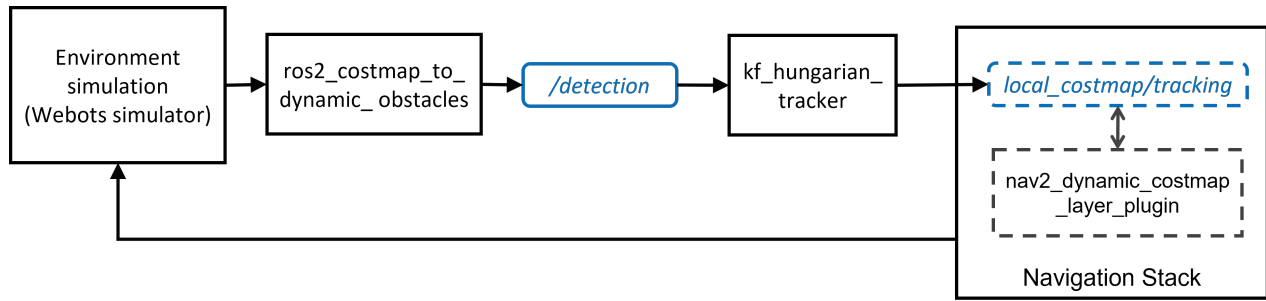 Environment
simulation
(Webots simulator)
ros2_costmap_to_
dynamic_ obstacles
/detection
kf_hungarian_
tracker
local_costmap/tracking
nav2_dynamic_costmap
_layer_plugin
Navigation Stack